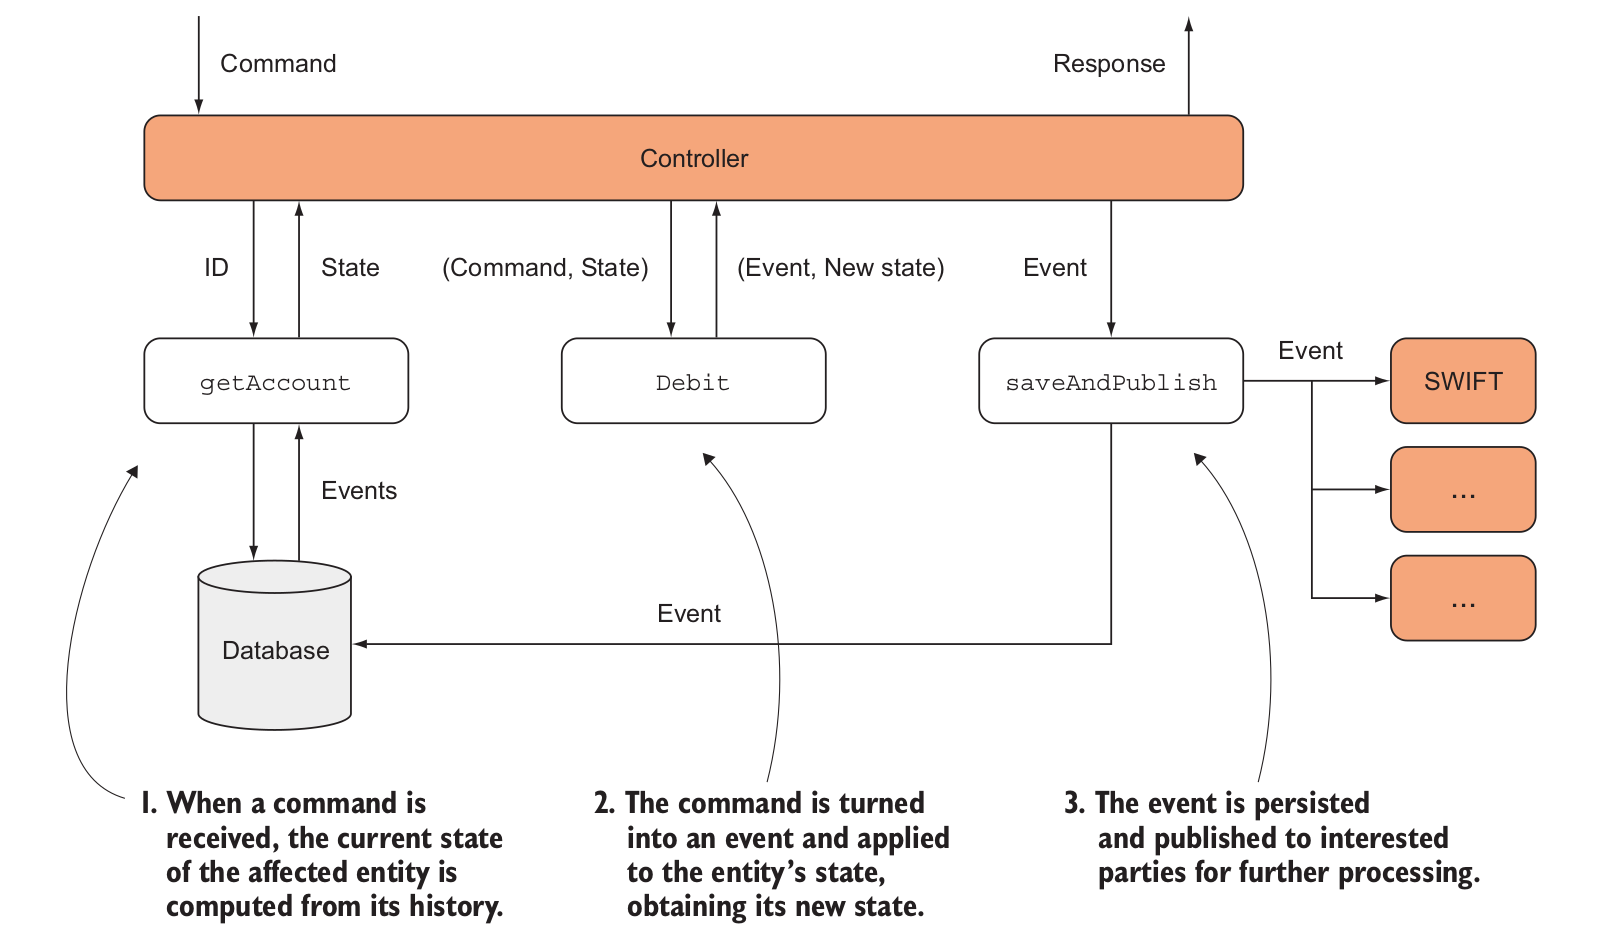 Command
Response
Controller
ID
State
(Command, State)
(Event, New state)
Event
getAccount
Debit
saveAndPublish
Event
SWIFT
...
...
Events
Event
Database
1. When a command is
received, the current state
of the affected entity is
computed from its history.
2. The command is turned
into an event and applied
to the entity’s state,
obtaining its new state.
3. The event is persisted
and published to interested
parties for further processing.